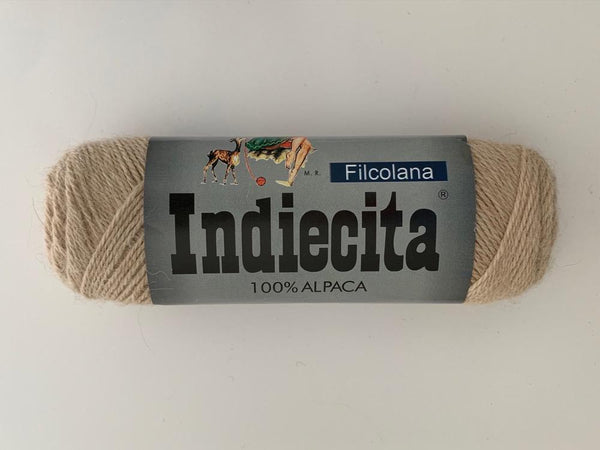 M. R.
Filcolana
Indiecita®
100% ALPACA